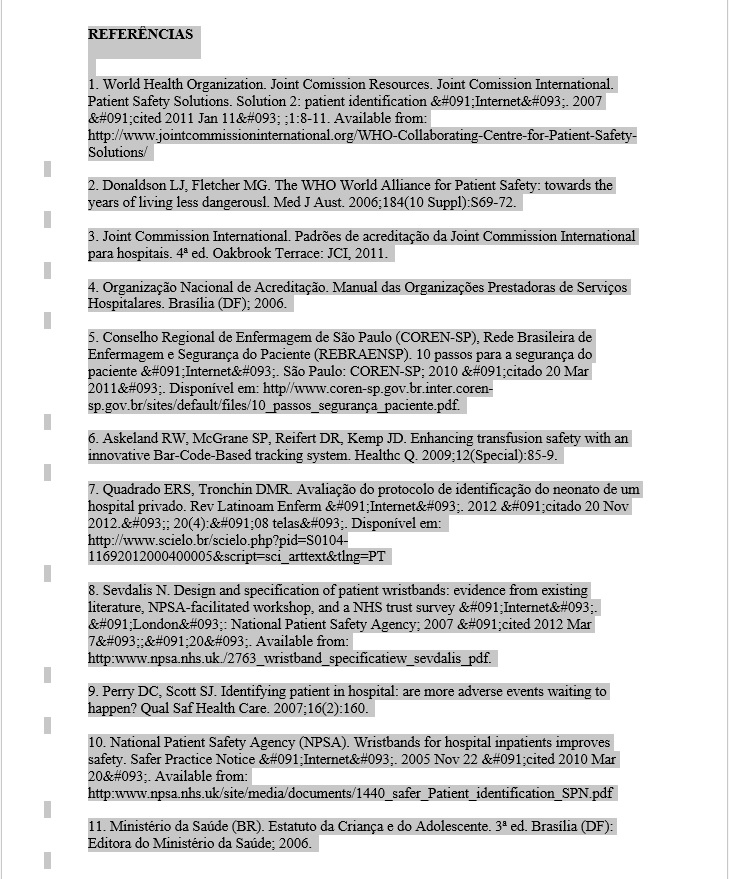 REFERÊNCIAS
1. World Health Organization. Joint Comission Resources. Joint Comission International.
Patient Safety Solutions. Solution 2: patient identification &#091;Internet&#093;. 2007
&#091;cited 2011 Jan 11&#093; ;1:8-11. Available from:
http://www.jointcommissioninternational.org/WHO-Collaborating-Centre-for-Patient-Safety-
Solutions/
2. Donaldson LJ, Fletcher MG. The WHO World Alliance for Patient Safety: towards the
years of living less dangerousl. Med J Aust. 2006;184(10 Suppl):S69-72.
3. Joint Commission International. Padrões de acreditação da Joint Commission International
para hospitais. 4ª ed. Oakbrook Terrace: JCI, 2011.
4. Organização Nacional de Acreditação. Manual das Organizações Prestadoras de Serviços
Hospitalares. Brasília (DF); 2006.
5. Conselho Regional de Enfermagem de São Paulo (COREN-SP), Rede Brasileira de
Enfermagem e Segurança do Paciente (REBRAENSP). 10 passos para a segurança do
paciente &#091;Internet&#093;. São Paulo: COREN-SP; 2010 &#091;citado 20 Mar
2011&#093;. Disponível em: http//www.coren-sp.gov.br.inter.coren-
sp.gov.br/sites/default/files/10_passos_segurança_paciente.pdf.
6. Askeland RW, McGrane SP, Reifert DR, Kemp JD. Enhancing transfusion safety with an
innovative Bar-Code-Based tracking system. Healthc Q. 2009;12(Special):85-9.
7. Quadrado ERS, Tronchin DMR. Avaliação do protocolo de identificação do neonato de um
hospital privado. Rev Latinoam Enferm &#091;Internet&#093;. 2012 &#091;citado 20 Nov
2012.&#093;; 20(4):&#091;08 telas&#093;. Disponível em:
http://www.scielo.br/scielo.php?pid=S0104-
11692012000400005&script=sci_arttext&tlng=PT
8. Sevdalis N. Design and specification of patient wristbands: evidence from existing
literature, NPSA-facilitated workshop, and a NHS trust survey &#091;Internet&#093;.
&#091;London&#093;: National Patient Safety Agency; 2007 &#091;cited 2012 Mar
7&#093;;&#091;20&#093;. Available from:
http:www.npsa.nhs.uk./2763_wristband_specificatiew_sevdalis_pdf.
9. Perry DC, Scott SJ. Identifying patient in hospital: are more adverse events waiting to
happen? Qual Saf Health Care. 2007;16(2):160.
10. National Patient Safety Agency (NPSA). Wristbands for hospital inpatients improves
safety. Safer Practice Notice &#091;Internet&#093;. 2005 Nov 22 &#091;cited 2010 Mar
20&#093;. Available from:
http:www.npsa.nhs.uk/site/media/documents/1440_safer_Patient_identification_SPN.pdf
11. Ministério da Saúde (BR). Estatuto da Criança e do Adolescente. 3ª ed. Brasília (DF):
Editora do Ministério da Saúde; 2006.